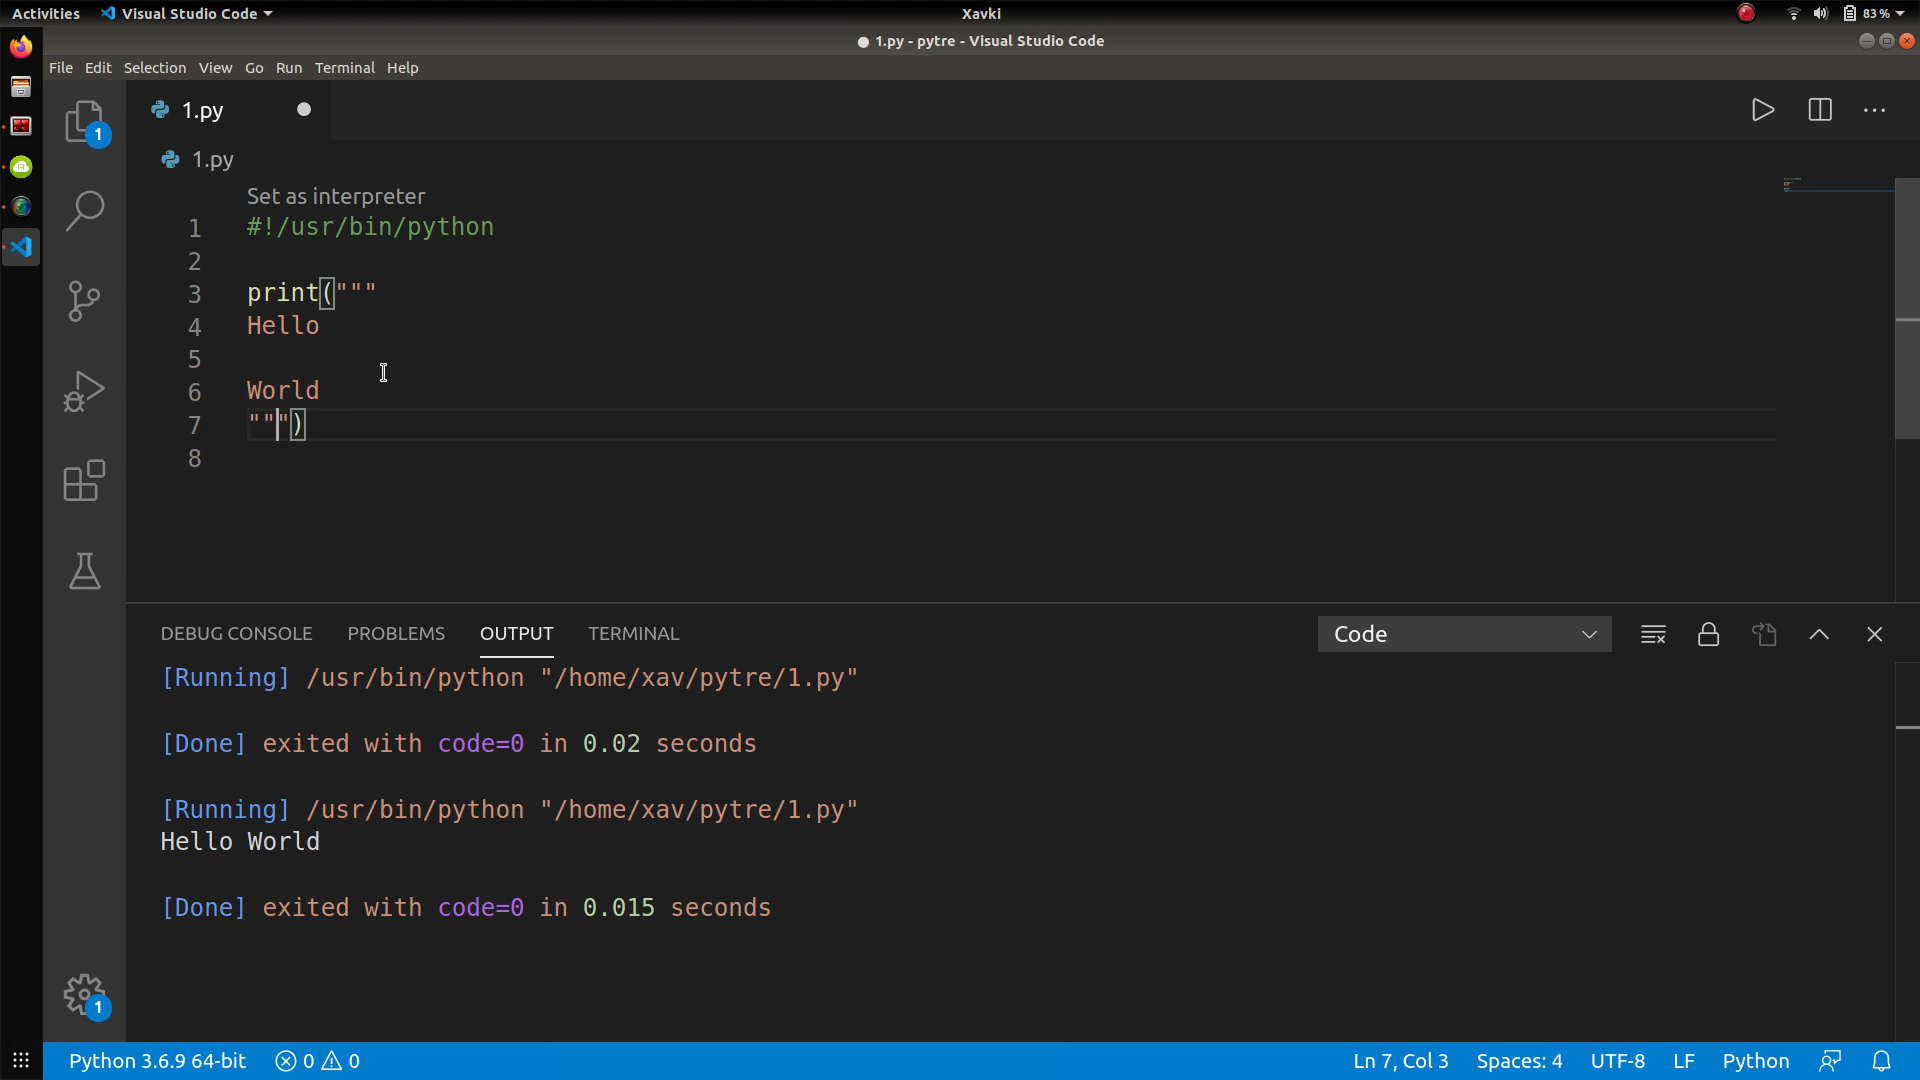 Activities Visual Studio Code Xavki 83 %
1.py - pytre - Visual Studio Code
File Edit Selection View Go Run Terminal Help
1.py
1
1.py
Set as interpreter
1 #!/usr/bin/python
2
3 print("""
4 Hello
5
6 World
7 """)
8
DEBUG CONSOLE PROBLEMS OUTPUT TERMINAL Code
[Running] /usr/bin/python "/home/xav/pytre/1.py"
[Done] exited with code=0 in 0.02 seconds
[Running] /usr/bin/python "/home/xav/pytre/1.py"
Hello World
[Done] exited with code=0 in 0.015 seconds
1
Python 3.6.9 64-bit 0 0 Ln 7, Col 3 Spaces: 4 UTF-8 LF Python